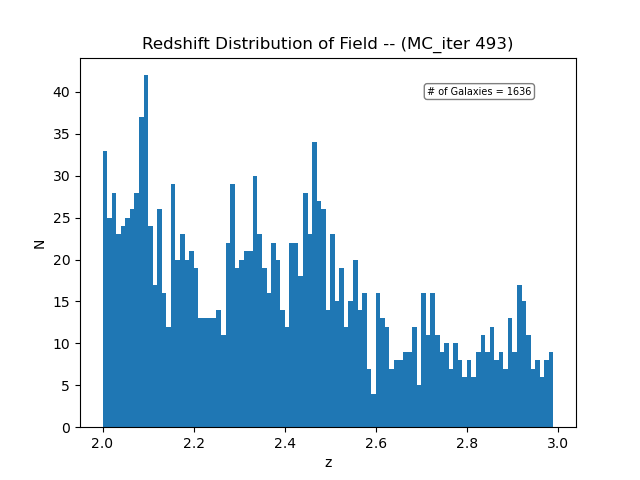 Redshift Distribution of Field -- (MC_iter 493)
# of Galaxies = 1636
40
35
30
25
20
15
10
5
0
N
2.0 2.2 2.4 2.6 2.8 3.0
z